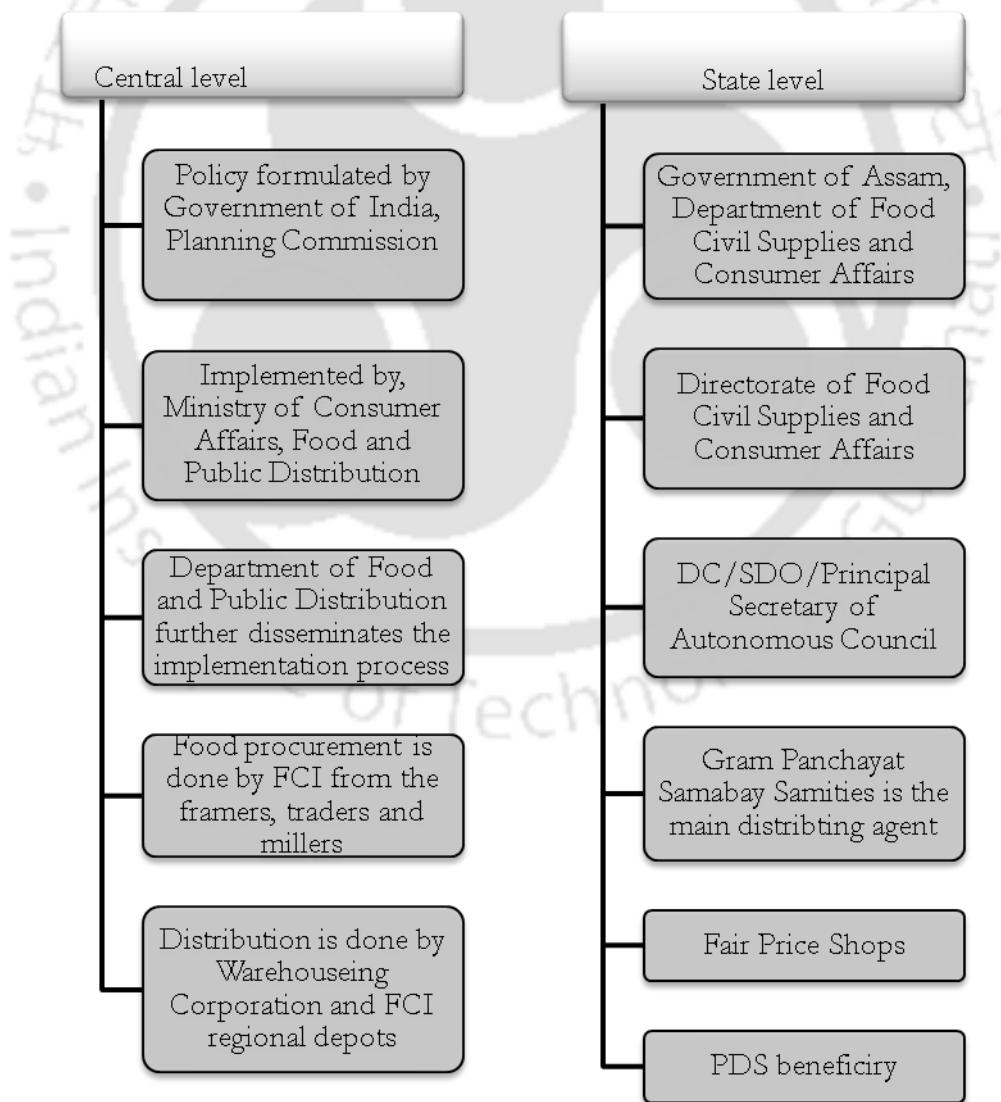 Central level
Policy formulated by
Government of India,
Planning Commission
Implemented by,
Ministry of Consumer
Affairs, Food and
Public Distribution
Department of Food
and Public Distribution
further disseminates the
implementation process
Food procurement is
done by FCI from the
framers, traders and
millers
Distribution is done by
Warehouseing
Corporation and FCI
regional depots
State level
Government of Assam,
Department of Food
Civil Supplies and
Consumer Affairs
Directorate of Food
Civil Supplies and
Consumer Affairs
DC/SDO/Principal
Secretary of
Autonomous Council
Gram Panchayat
Samabay Samities is the
main distribting agent
Fair Price Shops
PDS beneficiry
Indian Ins
of Techno